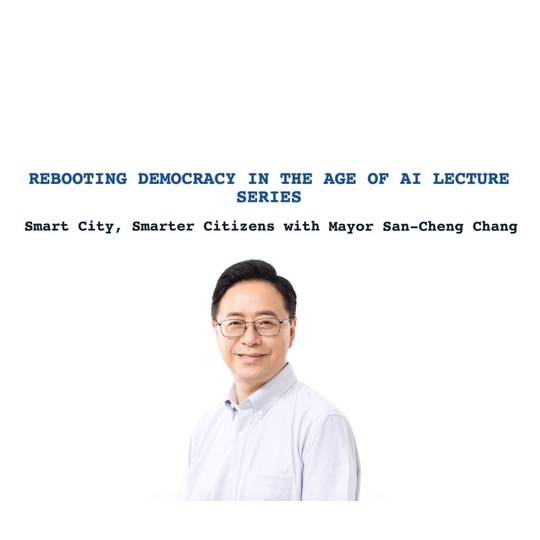 REBOOTING DEMOCRACY IN THE AGE OF AI LECTURE
SERIES
Smart City, Smarter Citizens with Mayor San-Cheng Chang